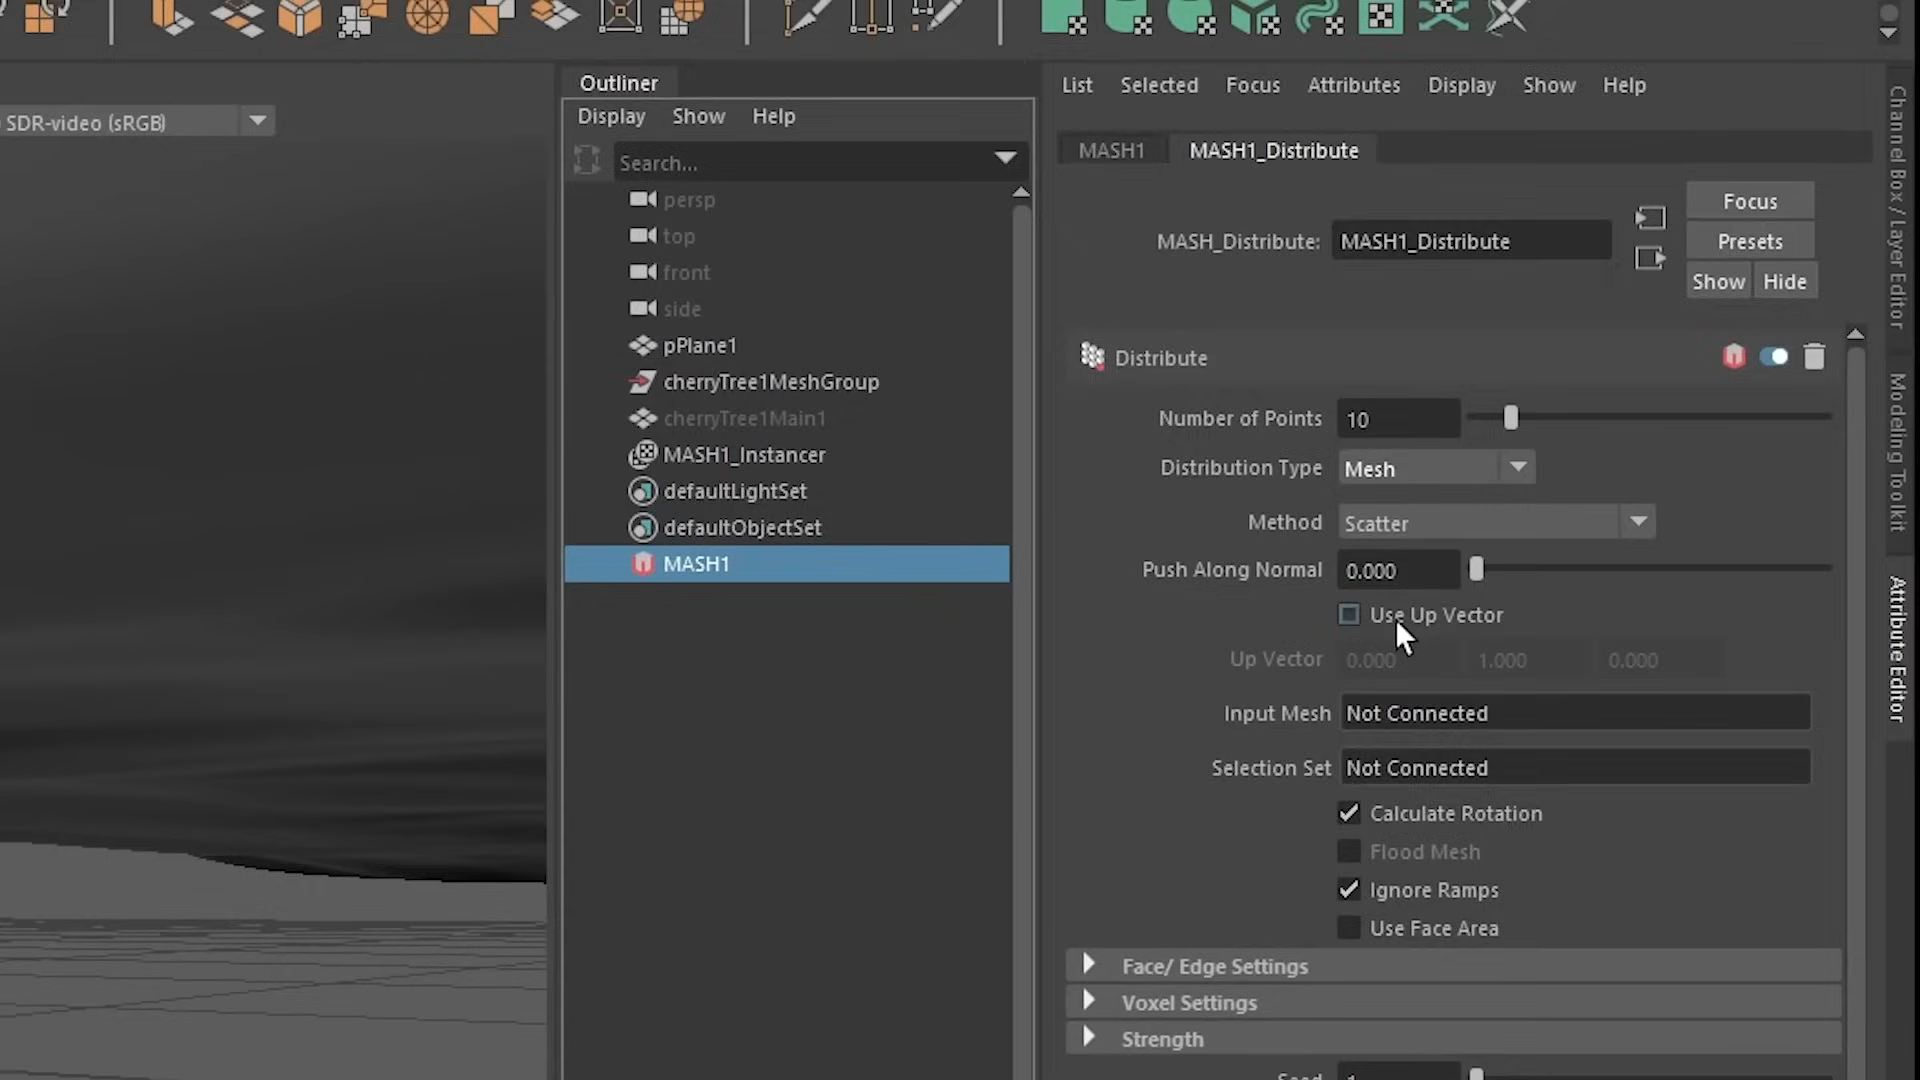 SDR-video (sRGB)
Outliner
Display Show Help
Search...
persp
top
front
side
pPlane1
cherryTree1MeshGroup
cherryTree1Main1
MASH1_Instancer
defaultLightSet
defaultObjectSet
MASH1
List Selected Focus Attributes Display Show Help
MASH1 MASH1_Distribute
MASH_Distribute: MASH1_Distribute
Focus
Presets
Show Hide
Distribute
Number of Points 10
Distribution Type Mesh
Method Scatter
Push Along Normal 0.000
Use Up Vector
Up Vector 0.000 1.000 0.000
Input Mesh Not Connected
Selection Set Not Connected
Calculate Rotation
Flood Mesh
Ignore Ramps
Use Face Area
Face/ Edge Settings
Voxel Settings
Strength
Channel Box / Layer Editor
Modeling Toolkit
Attribute Editor